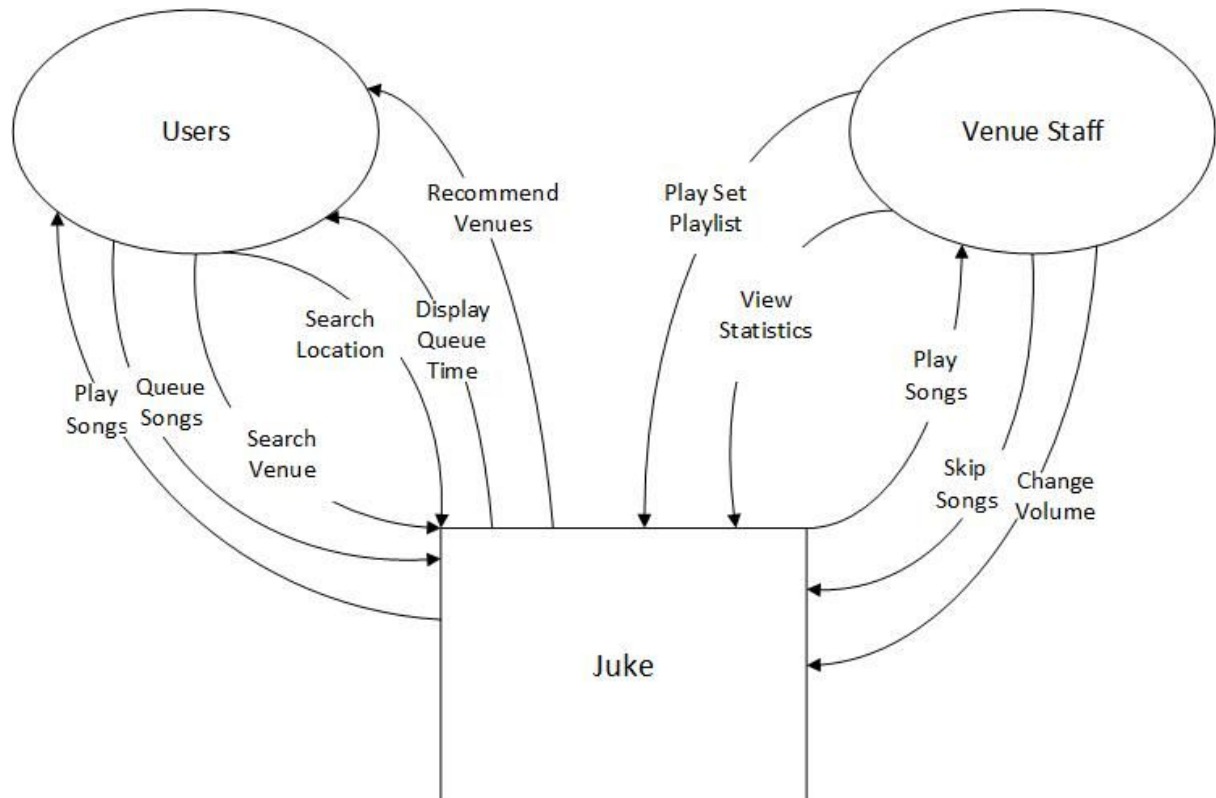 Users
Venue Staff
Recommend
Venues
Play Set
Playlist
Search
Location
Display
Queue
Time
View
Statistics
Play
Songs
Queue
Songs
Search
Venue
Play
Songs
Skip
Songs
Change
Volume
Juke